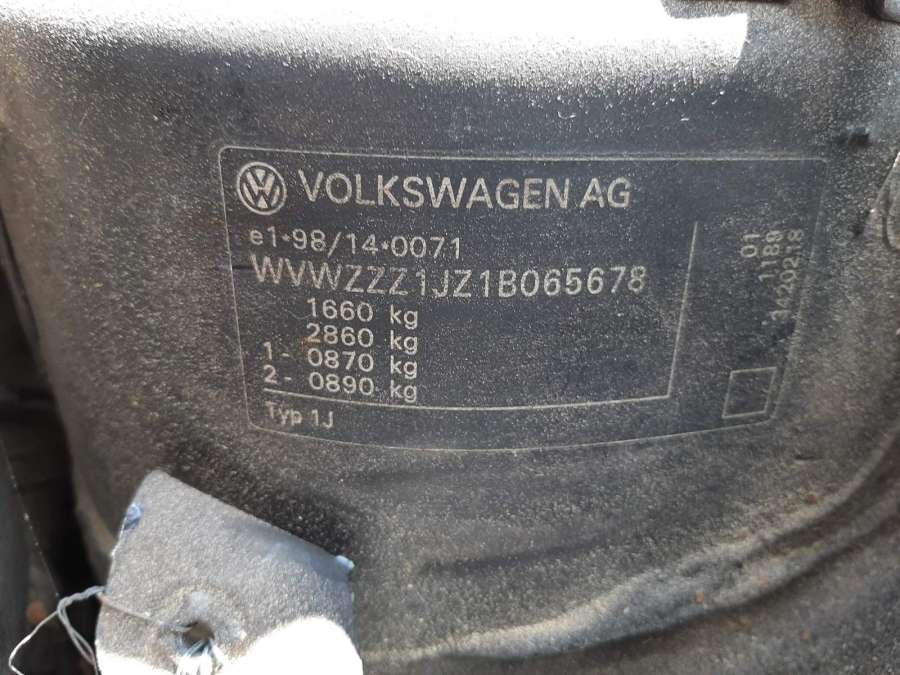 VOLKSWAGEN AG
e1*98/14*0071
WVWZZZ1JZ1B065678
1660 kg
2860 kg
1- 0870 kg
2- 0890 kg
Typ 1J
01
1189
3420218